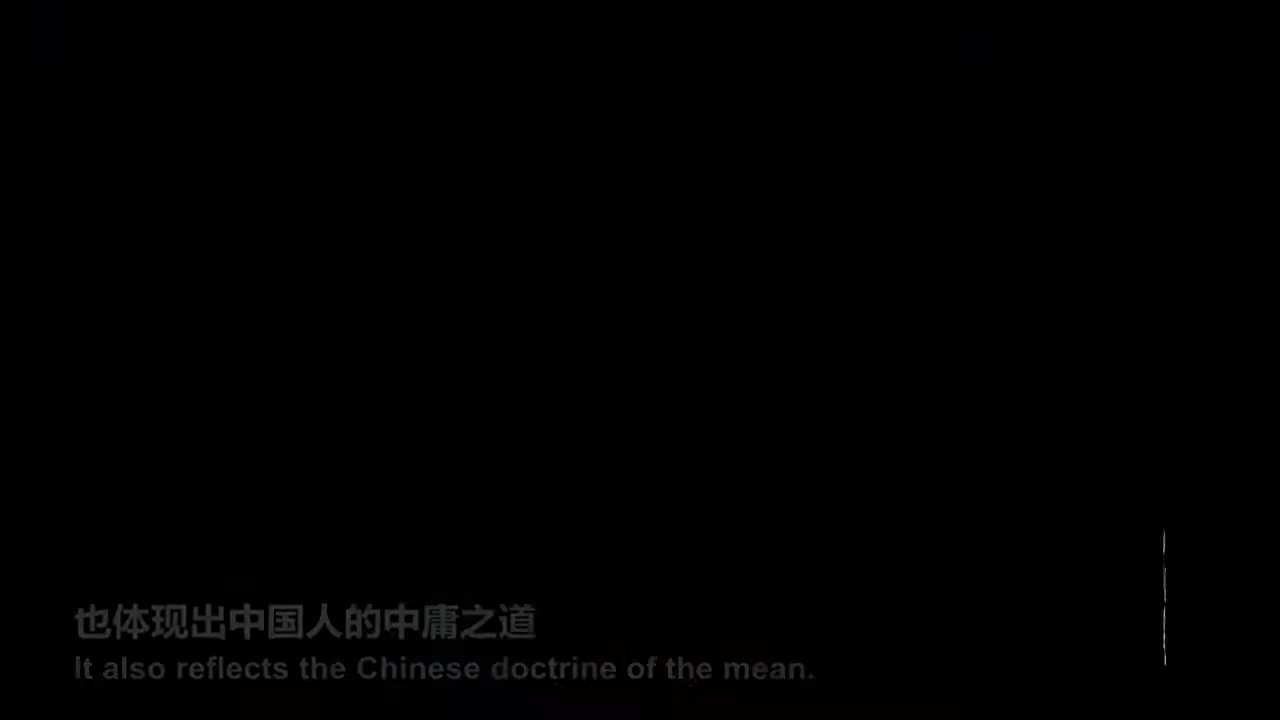 也体现出中国人的中庸之道
It also reflects the Chinese doctrine of the mean.